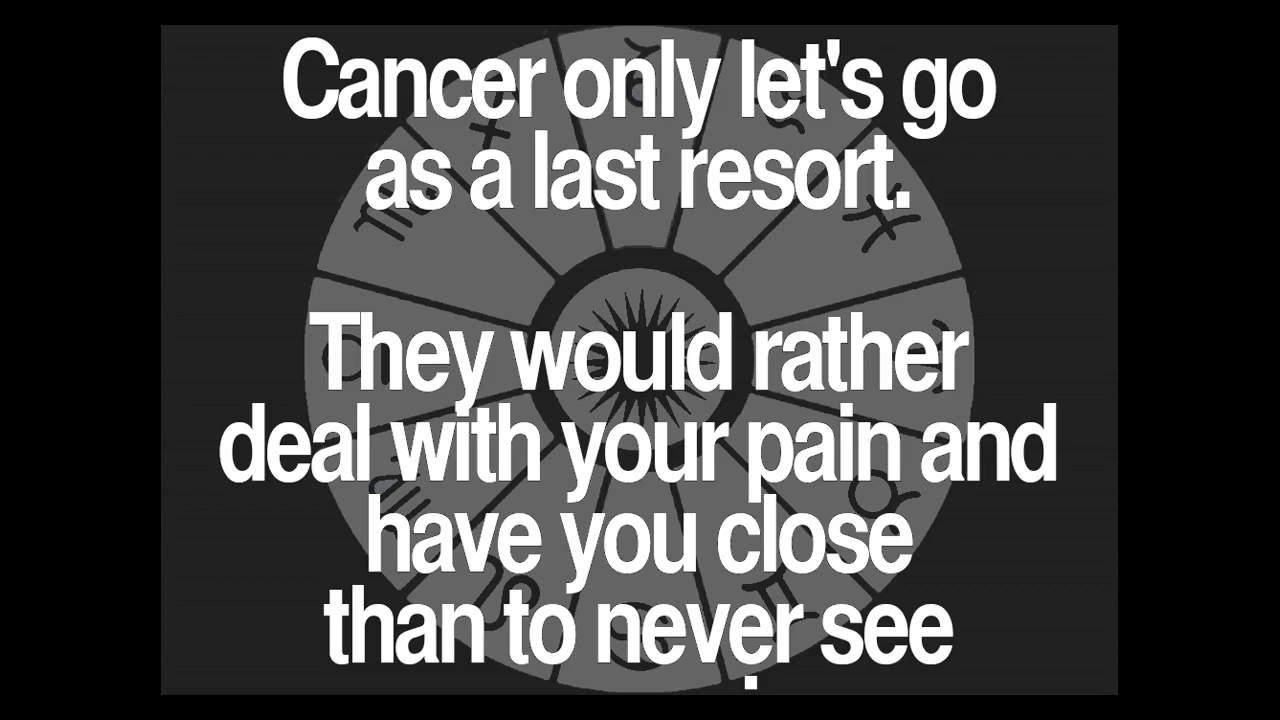 Cancer only let's go
as a last resort.
They would rather
deal with your pain and
have you close
than to never see